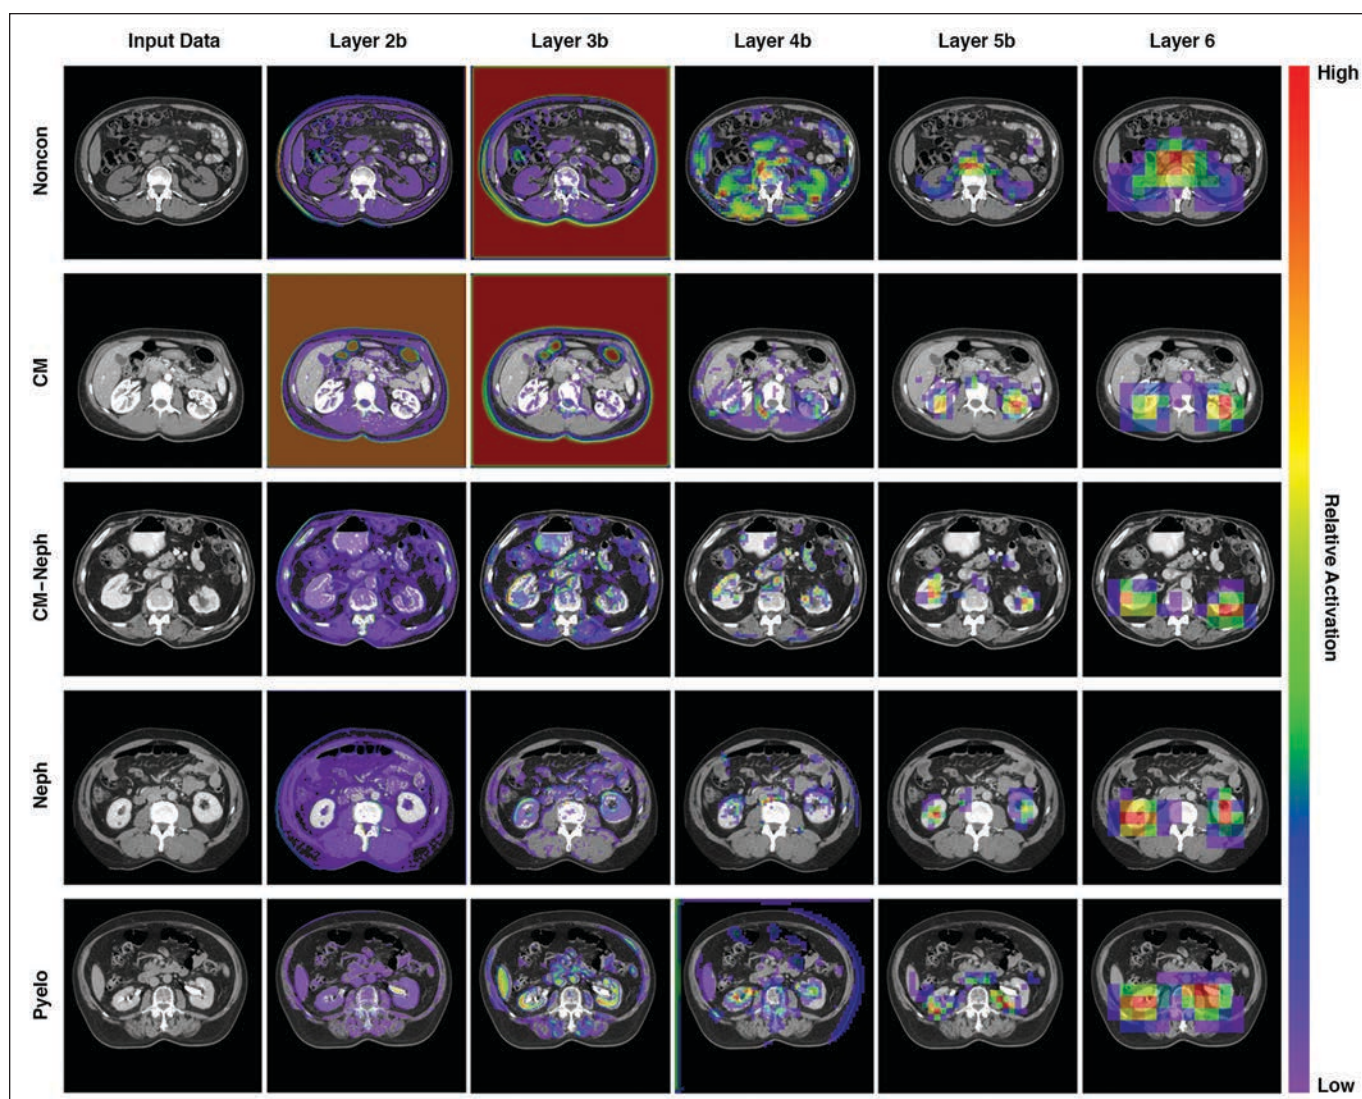 Input Data
Layer 2b
Layer 3b
Layer 4b
Layer 5b
Layer 6
High
Noncon
CM
CM–Neph
Relative Activation
Neph
Pyelo
Low